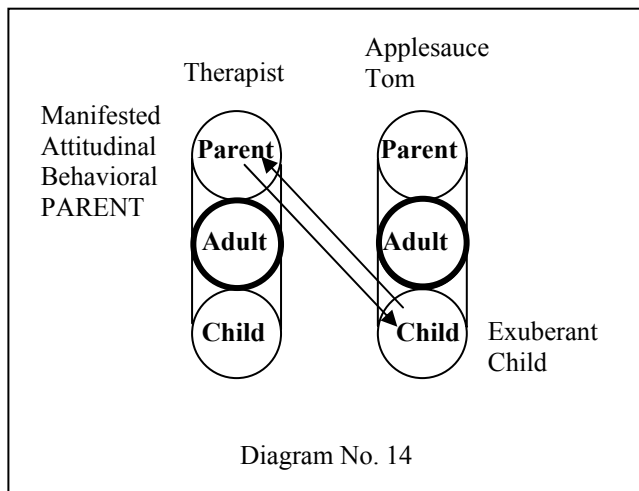 Therapist
Applesauce
Tom
Manifested
Attitudinal
Behavioral
PARENT
Parent
Parent
Adult
Adult
Child
Child
Exuberant
Child
Diagram No. 14